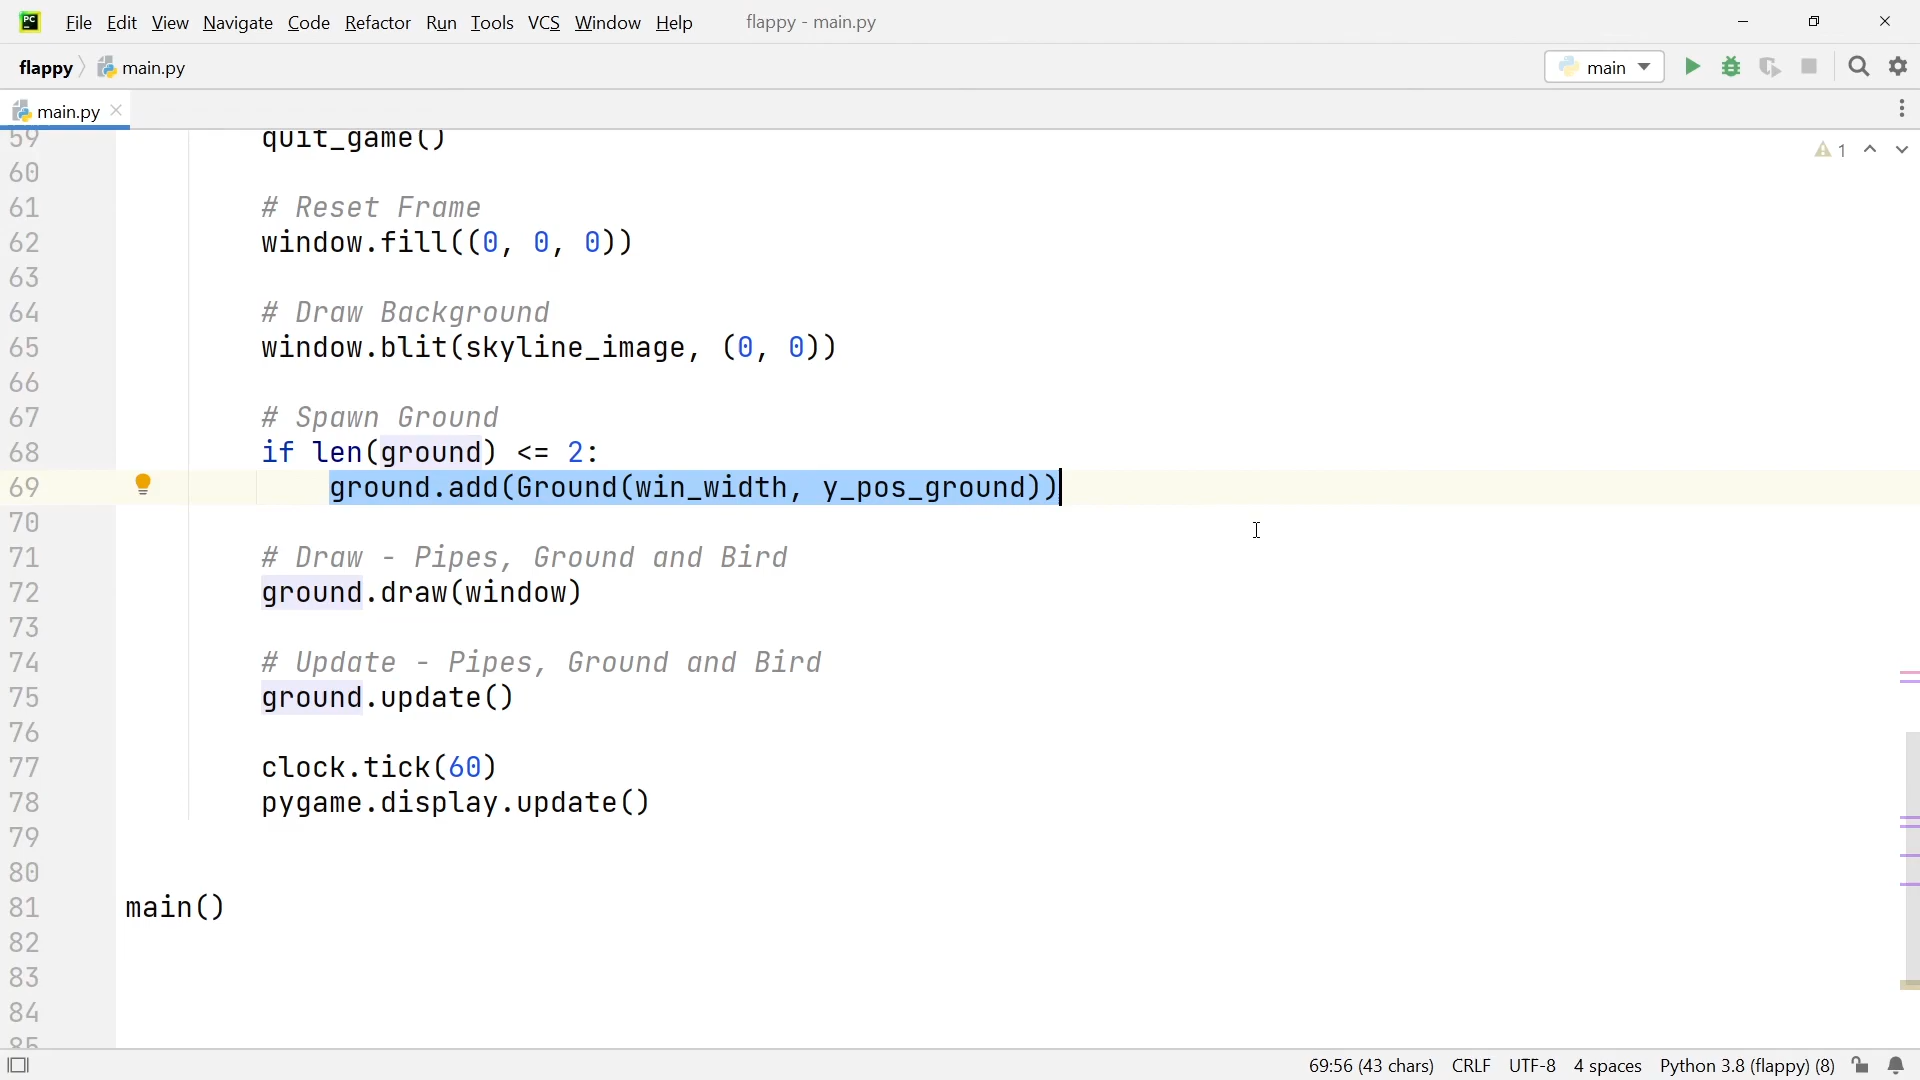 PC File Edit View Navigate Code Refactor Run Tools VCS Window Help flappy - main.py
flappy main.py main
main.py
59 quit_game()
60
61 # Reset Frame
62 window.fill((0, 0, 0))
63
64 # Draw Background
65 window.blit(skyline_image, (0, 0))
66
67 # Spawn Ground
68 if len(ground) <= 2:
69 ground.add(Ground(win_width, y_pos_ground))
70
71 # Draw - Pipes, Ground and Bird
72 ground.draw(window)
73
74 # Update - Pipes, Ground and Bird
75 ground.update()
76
77 clock.tick(60)
78 pygame.display.update()
79
80
81 main()
82
83
84
85
1
69:56 (43 chars) CRLF UTF-8 4 spaces Python 3.8 (flappy) (8)